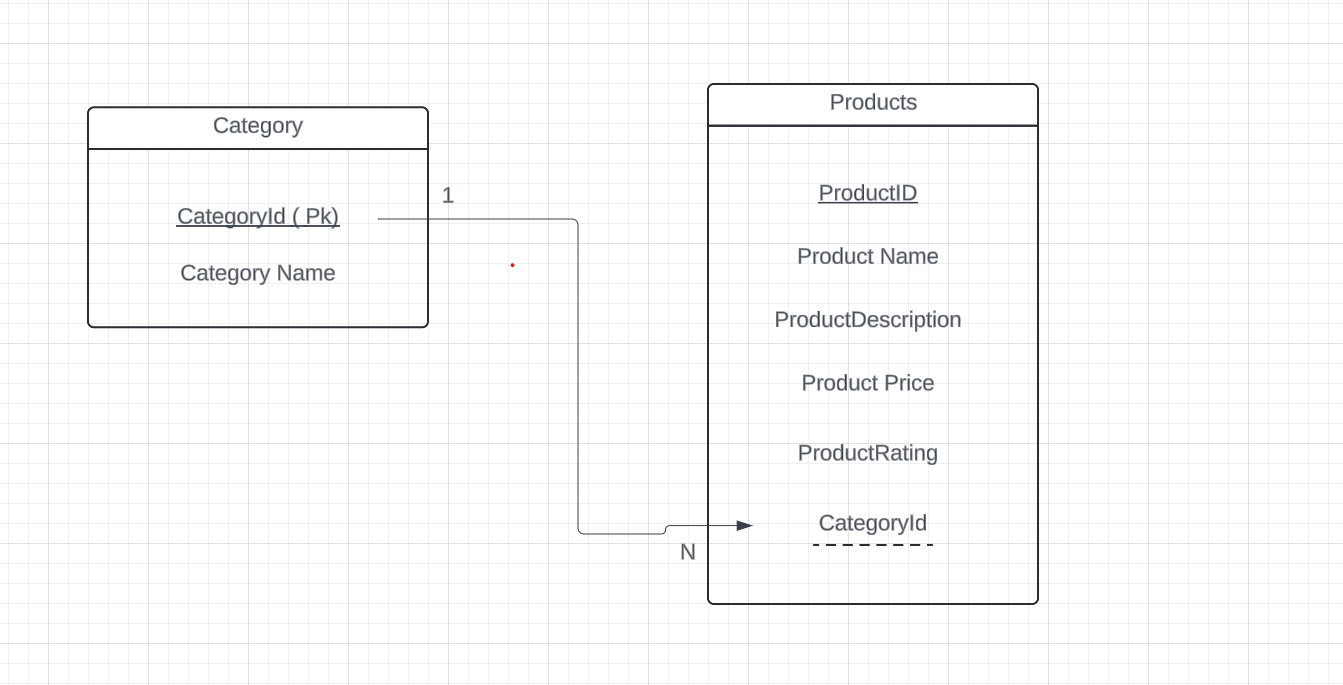 Category
CategoryId ( Pk)
Category Name
1
N
Products
ProductID
Product Name
ProductDescription
Product Price
ProductRating
CategoryId